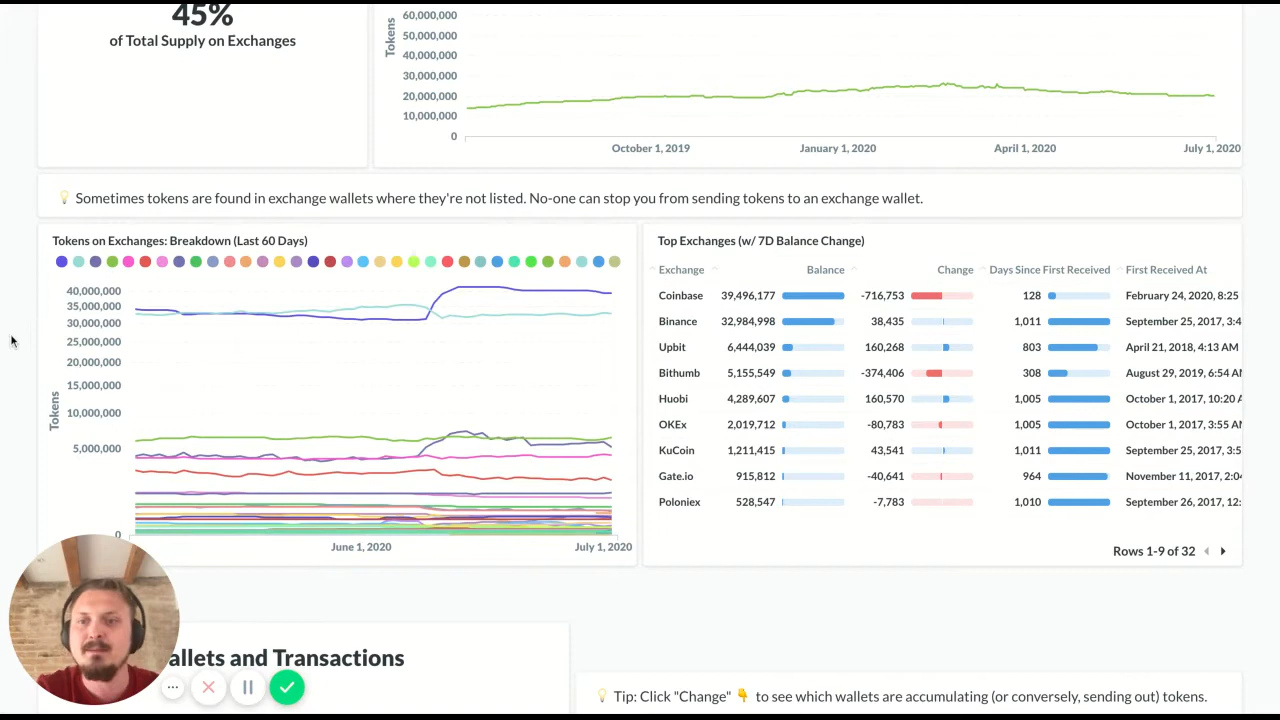 45%
of Total Supply on Exchanges
Tokens
60,000,000
40,000,000
30,000,000
20,000,000
10,000,000
0
October 1, 2019
January 1, 2020
April 1, 2020
July 1, 2020
💡 Sometimes tokens are found in exchange wallets where they're not listed. No-one can stop you from sending tokens to an exchange wallet.
Tokens on Exchanges: Breakdown (Last 60 Days)
Tokens
40,000,000
35,000,000
30,000,000
25,000,000
20,000,000
15,000,000
10,000,000
5,000,000
0
June 1, 2020
July 1, 2020
Top Exchanges (w/ 7D Balance Change)
Exchange Balance Change Days Since First Received First Received At
Coinbase 39,496,177 -716,753 128 February 24, 2020, 8:25
Binance 32,984,998 38,435 1,011 September 25, 2017, 3:4
Upbit 6,444,039 160,268 803 April 21, 2018, 4:13 AM
Bithumb 5,155,549 -374,406 308 August 29, 2019, 6:54 AM
Huobi 4,289,607 160,570 1,005 October 1, 2017, 10:20 A
OKEx 2,019,712 -80,783 1,005 October 1, 2017, 3:55 AM
KuCoin 1,211,415 43,541 1,011 September 25, 2017, 3:5
Gate.io 915,812 -40,641 964 November 11, 2017, 2:04
Poloniex 528,547 -7,783 1,010 September 26, 2017, 12:
Rows 1-9 of 32
allets and Transactions
💡 Tip: Click "Change" 👇 to see which wallets are accumulating (or conversely, sending out) tokens.